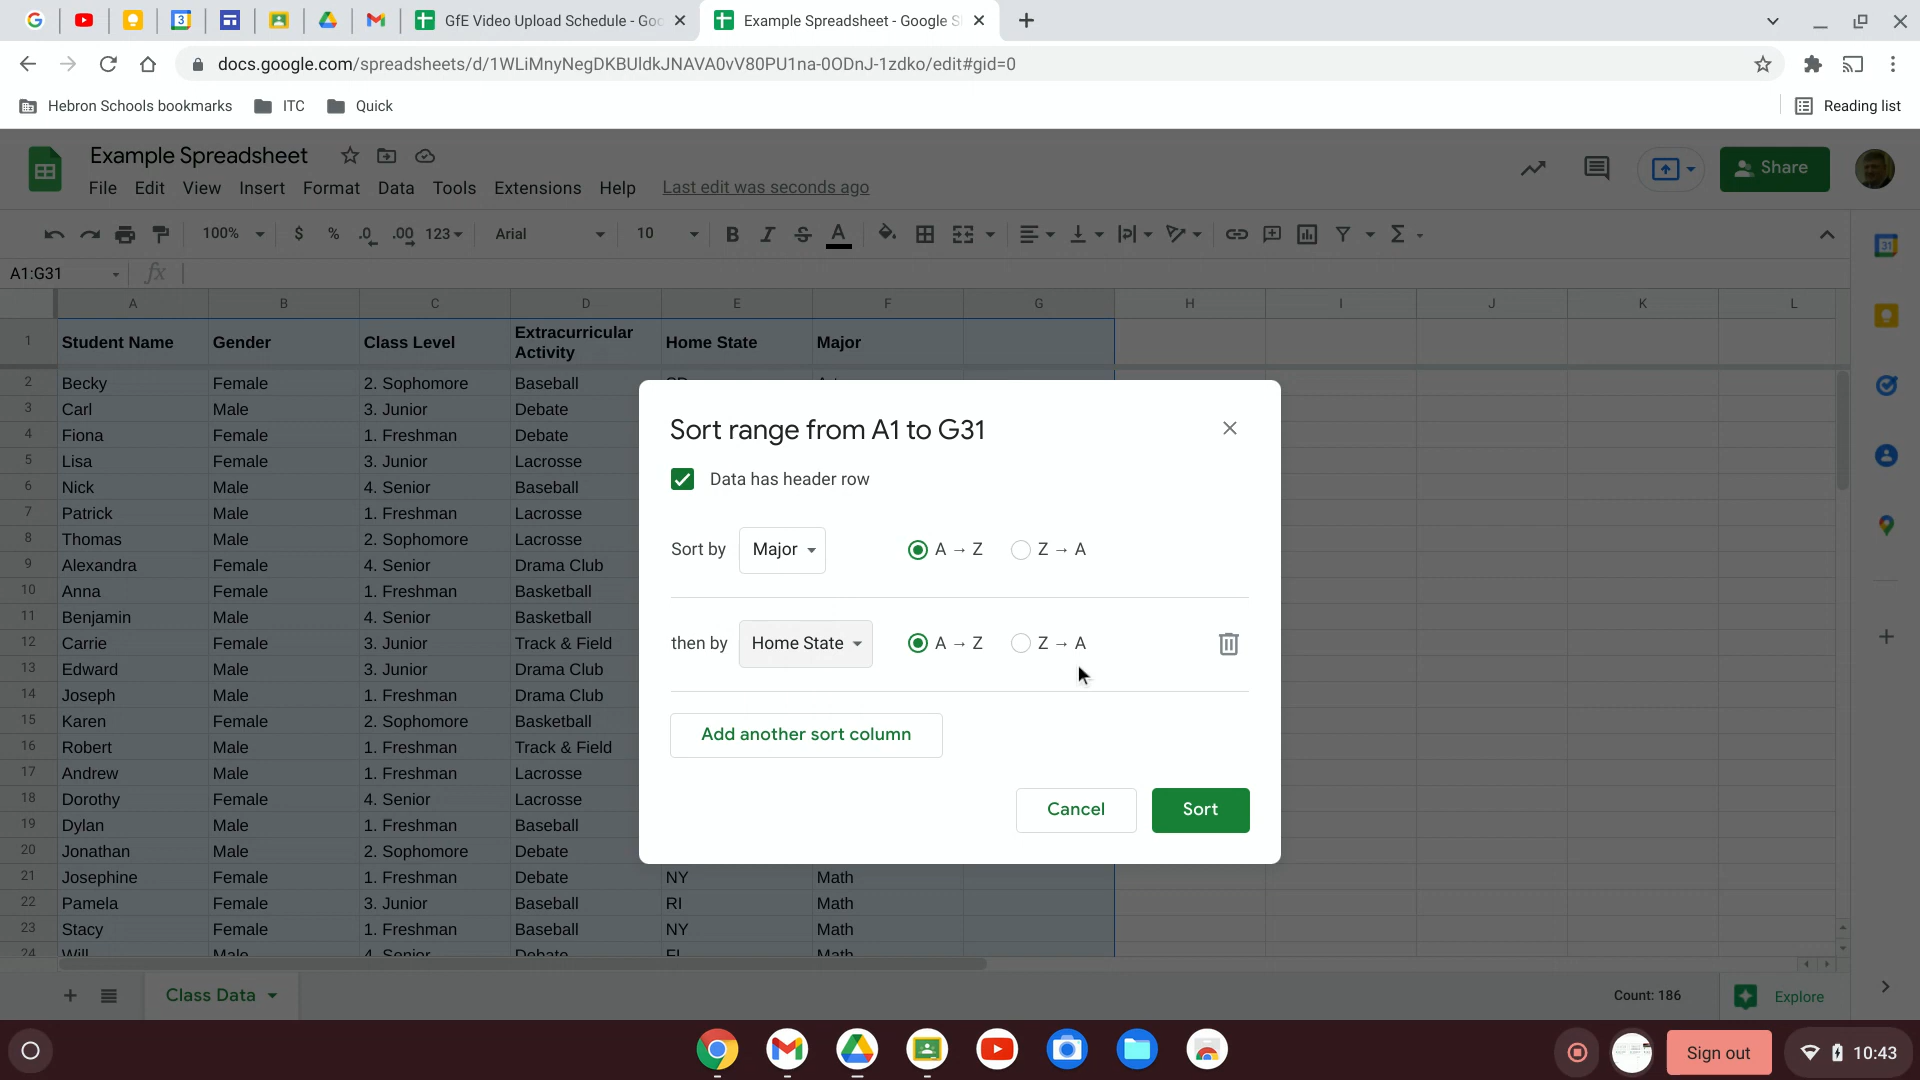 GfE Video Upload Schedule - Goo
Example Spreadsheet - Google S
docs.google.com/spreadsheets/d/1WLiMnyNegDKBUldkJNAVA0vV80PU1na-0ODnJ-1zdko/edit#gid=0
Hebron Schools bookmarks ITC Quick Reading list
Example Spreadsheet
File Edit View Insert Format Data Tools Extensions Help Last edit was seconds ago
Share
100% $ % .0 .00 123 Arial 10 B I S A
A1:G31 fx
A B C D E F G H I J K L
1 Student Name Gender Class Level Extracurricular Activity Home State Major
2 Becky Female 2. Sophomore Baseball
3 Carl Male 3. Junior Debate
4 Fiona Female 1. Freshman Debate
5 Lisa Female 3. Junior Lacrosse
6 Nick Male 4. Senior Baseball
7 Patrick Male 1. Freshman Lacrosse
8 Thomas Male 2. Sophomore Lacrosse
9 Alexandra Female 4. Senior Drama Club
10 Anna Female 1. Freshman Basketball
11 Benjamin Male 4. Senior Basketball
12 Carrie Female 3. Junior Track & Field
13 Edward Male 3. Junior Drama Club
14 Joseph Male 1. Freshman Drama Club
15 Karen Female 2. Sophomore Basketball
16 Robert Male 1. Freshman Track & Field
17 Andrew Male 1. Freshman Lacrosse
18 Dorothy Female 4. Senior Lacrosse
19 Dylan Male 1. Freshman Baseball
20 Jonathan Male 2. Sophomore Debate
21 Josephine Female 1. Freshman Debate NY Math
22 Pamela Female 3. Junior Baseball RI Math
23 Stacy Female 1. Freshman Baseball NY Math
24 Will Male 4. Senior Debate FL Math
Sort range from A1 to G31
Data has header row
Sort by Major A → Z Z → A
then by Home State A → Z Z → A
Add another sort column
Cancel Sort
Class Data Count: 186 Explore
Sign out 10:43